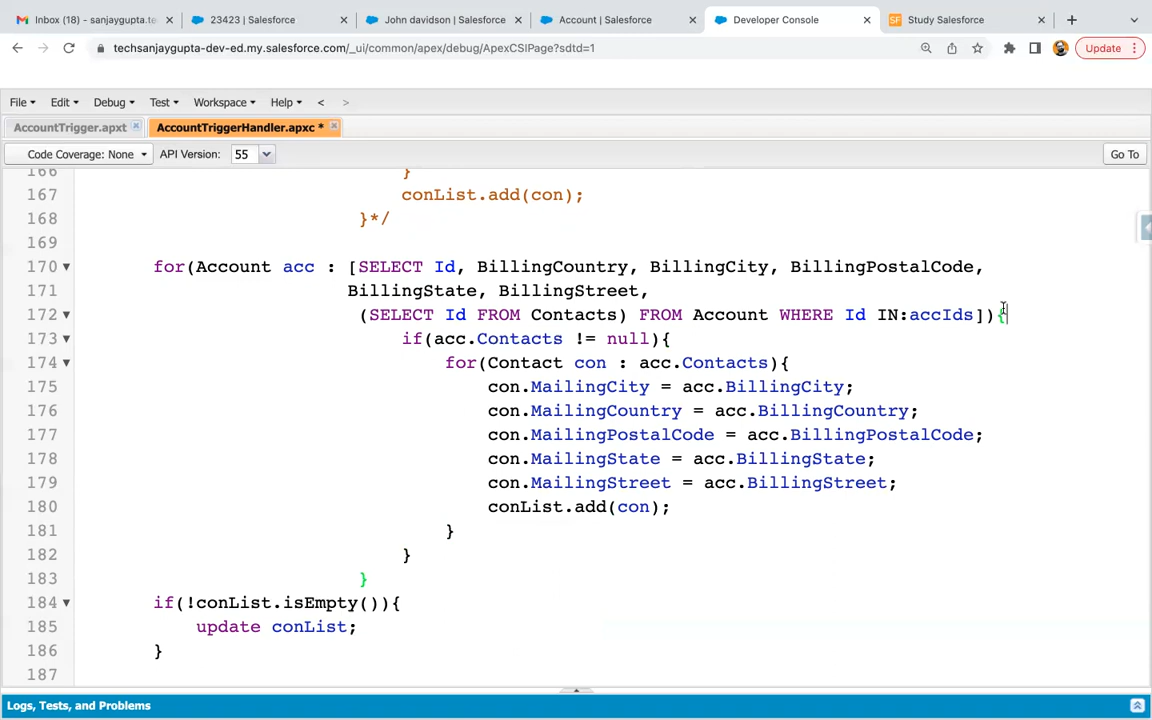 Inbox (18) - sanjaygupta.te
23423 | Salesforce
John davidson | Salesforce
Account | Salesforce
Developer Console
Study Salesforce
techsanjaygupta-dev-ed.my.salesforce.com/_ui/common/apex/debug/ApexCSIPage?sdtd=1
Update
File Edit Debug Test Workspace Help < >
AccountTrigger.apxt
AccountTriggerHandler.apxc *
Code Coverage: None API Version: 55 Go To
166 }
167 conList.add(con);
168 }*/
169
170 for(Account acc : [SELECT Id, BillingCountry, BillingCity, BillingPostalCode,
171 BillingState, BillingStreet,
172 (SELECT Id FROM Contacts) FROM Account WHERE Id IN:accIds]){
173 if(acc.Contacts != null){
174 for(Contact con : acc.Contacts){
175 con.MailingCity = acc.BillingCity;
176 con.MailingCountry = acc.BillingCountry;
177 con.MailingPostalCode = acc.BillingPostalCode;
178 con.MailingState = acc.BillingState;
179 con.MailingStreet = acc.BillingStreet;
180 conList.add(con);
181 }
182 }
183 }
184 if(!conList.isEmpty()){
185 update conList;
186 }
187
Logs, Tests, and Problems